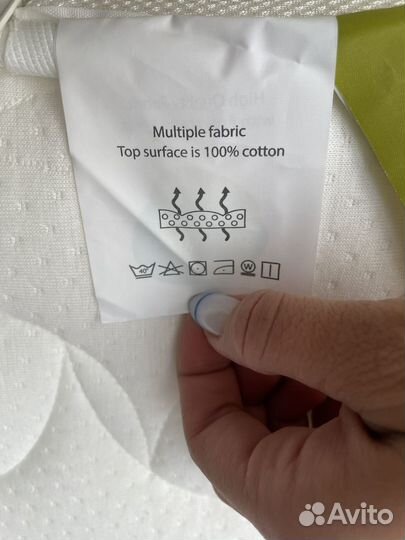 Multiple fabric
Top surface is 100% cotton
40°
W
Avito